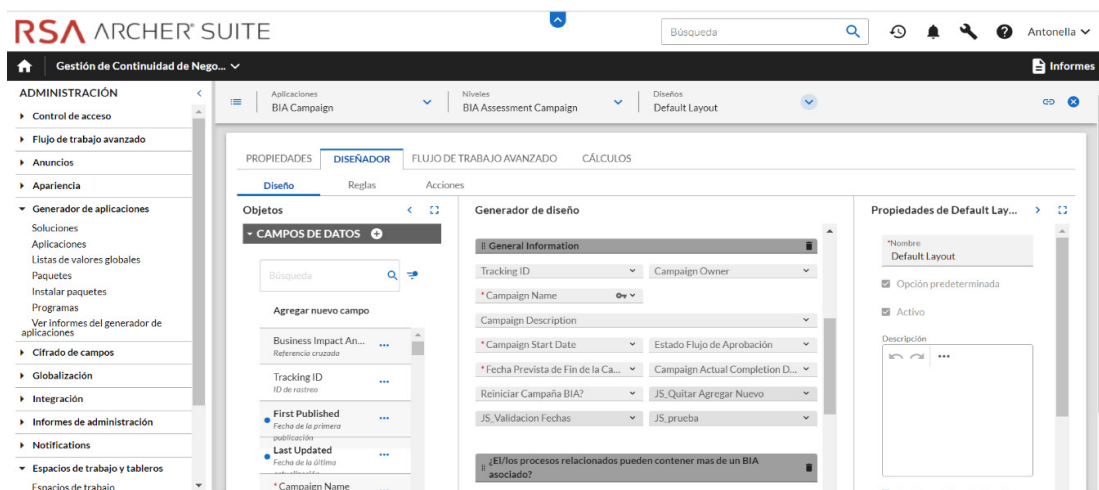 RSA ARCHER® SUITE
Búsqueda
Antonella
Gestión de Continuidad de Nego...
Informes
ADMINISTRACIÓN
Control de acceso
Flujo de trabajo avanzado
Anuncios
Apariencia
Generador de aplicaciones
Soluciones
Aplicaciones
Listas de valores globales
Paquetes
Instalar paquetes
Programas
Ver informes del generador de
aplicaciones
Cifrado de campos
Globalización
Integración
Informes de administración
Notifications
Espacios de trabajo y tableros
Espacios de trabajo
Aplicaciones
BIA Campaign
Niveles
BIA Assessment Campaign
Diseños
Default Layout
PROPIEDADES DISEÑADOR FLUJO DE TRABAJO AVANZADO CÁLCULOS
Diseño Reglas Acciones
Objetos
CAMPOS DE DATOS
Búsqueda
Agregar nuevo campo
Business Impact An...
Referencia cruzada
Tracking ID
ID de rastreo
First Published
Fecha de la primera
publicación
Last Updated
Fecha de la última
*Campaign Name
Generador de diseño
General Information
Tracking ID Campaign Owner
*Campaign Name
Campaign Description
*Campaign Start Date Estado Flujo de Aprobación
*Fecha Prevista de Fin de la Ca... Campaign Actual Completion D...
Reiniciar Campaña BIA? JS_Quitar Agregar Nuevo
JS_Validacion Fechas JS_prueba
¿El/los procesos relacionados pueden contener mas de un BIA
asociado?
Propiedades de Default Lay...
*Nombre
Default Layout
Opción predeterminada
Activo
Descripción